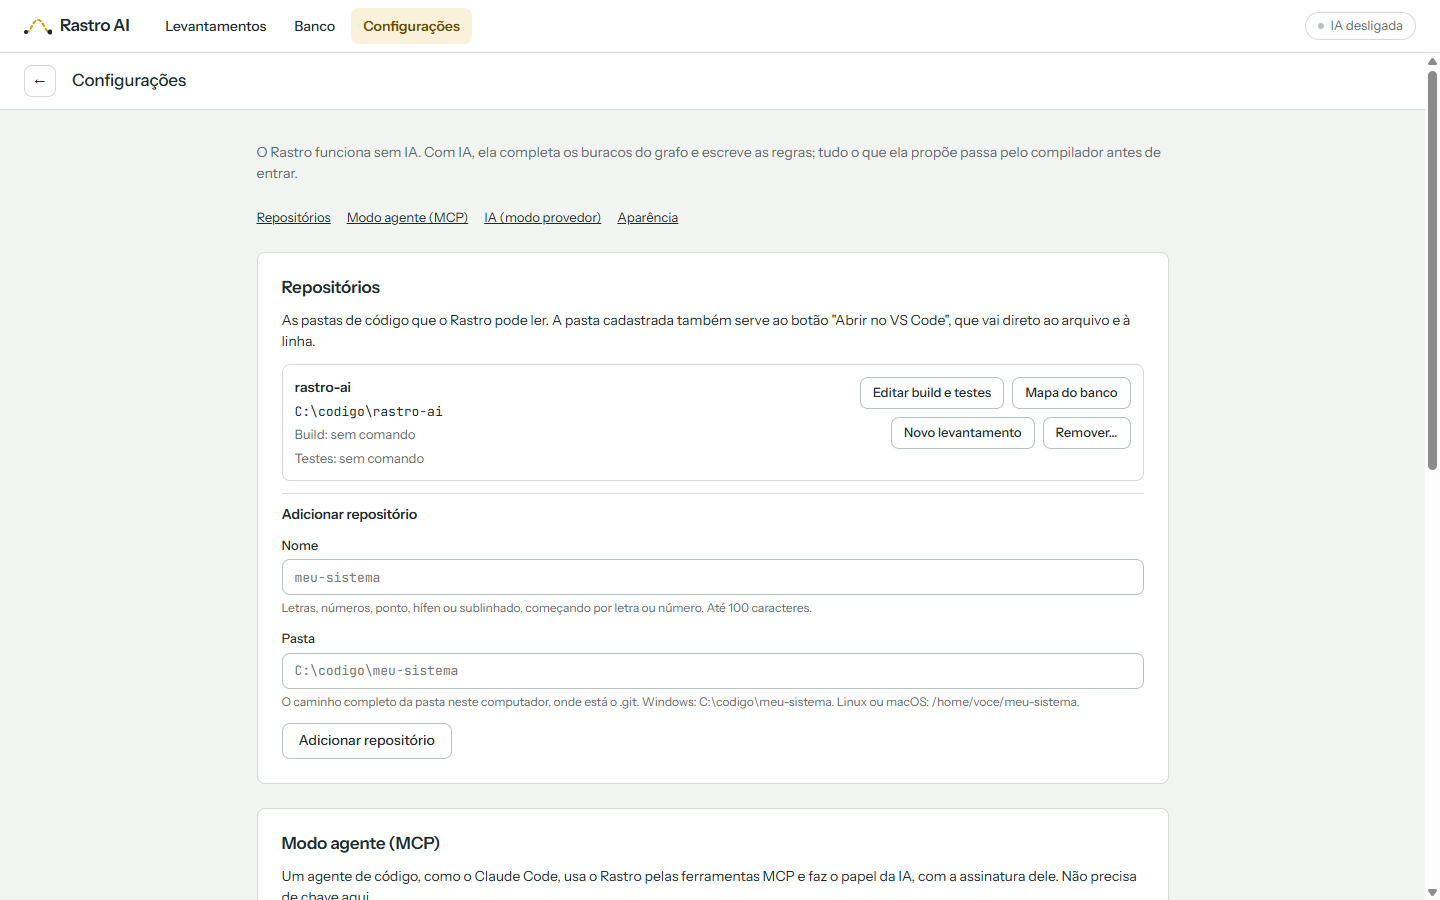 Rastro AI
Levantamentos
Banco
Configurações
IA desligada
←
Configurações
O Rastro funciona sem IA. Com IA, ela completa os buracos do grafo e escreve as regras; tudo o que ela propõe passa pelo compilador antes de
entrar.
Repositórios
Modo agente (MCP)
IA (modo provedor)
Aparência
Repositórios
As pastas de código que o Rastro pode ler. A pasta cadastrada também serve ao botão "Abrir no VS Code", que vai direto ao arquivo e à
linha.
rastro-ai
C:\codigo\rastro-ai
Build: sem comando
Testes: sem comando
Editar build e testes
Mapa do banco
Novo levantamento
Remover...
Adicionar repositório
Nome
meu-sistema
Letras, números, ponto, hífen ou sublinhado, começando por letra ou número. Até 100 caracteres.
Pasta
C:\codigo\meu-sistema
O caminho completo da pasta neste computador, onde está o .git. Windows: C:\codigo\meu-sistema. Linux ou macOS: /home/voce/meu-sistema.
Adicionar repositório
Modo agente (MCP)
Um agente de código, como o Claude Code, usa o Rastro pelas ferramentas MCP e faz o papel da IA, com a assinatura dele. Não precisa
de chave aqui.